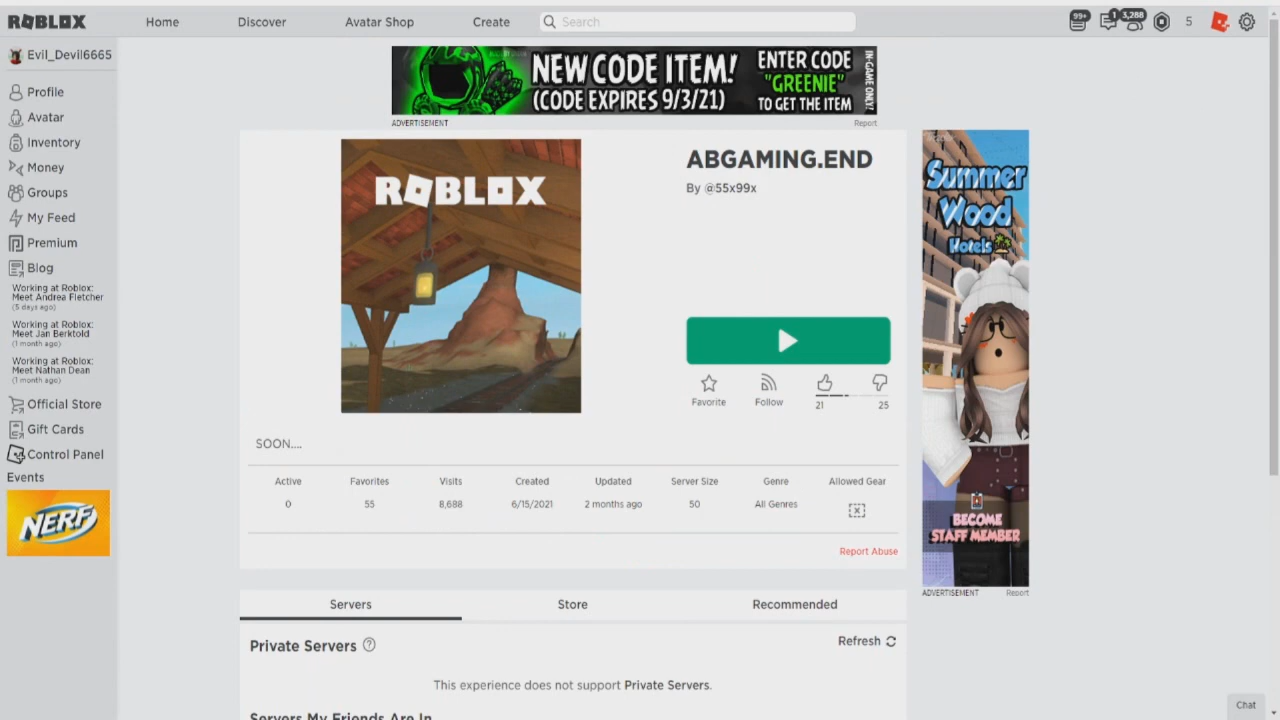 ROBLOX
Home
Discover
Avatar Shop
Create
Search
99+
1
3,288
5
Evil_Devil6665
Profile
Avatar
Inventory
Money
Groups
My Feed
Premium
Blog
Working at Roblox:
Meet Andrea Fletcher
(5 days ago)
Working at Roblox:
Meet Jan Berktold
(1 month ago)
Working at Roblox:
Meet Nathan Dean
(1 month ago)
Official Store
Gift Cards
Control Panel
Events
NERF
NEW CODE ITEM!
(CODE EXPIRES 9/3/21)
ENTER CODE
"GREENIE"
TO GET THE ITEM
IN-GAME ONLY!
ADVERTISEMENT
Report
ROBLOX
ABGAMING.END
By @55x99x
Favorite
Follow
21
25
SOON....
Active
Favorites
Visits
Created
Updated
Server Size
Genre
Allowed Gear
0
55
8,688
6/15/2021
2 months ago
50
All Genres
Report Abuse
Servers
Store
Recommended
Private Servers
Refresh
This experience does not support Private Servers.
Servers My Friends Are In
Summer
Wood
Hotels
BECOME
STAFF MEMBER
ADVERTISEMENT
Report
Chat